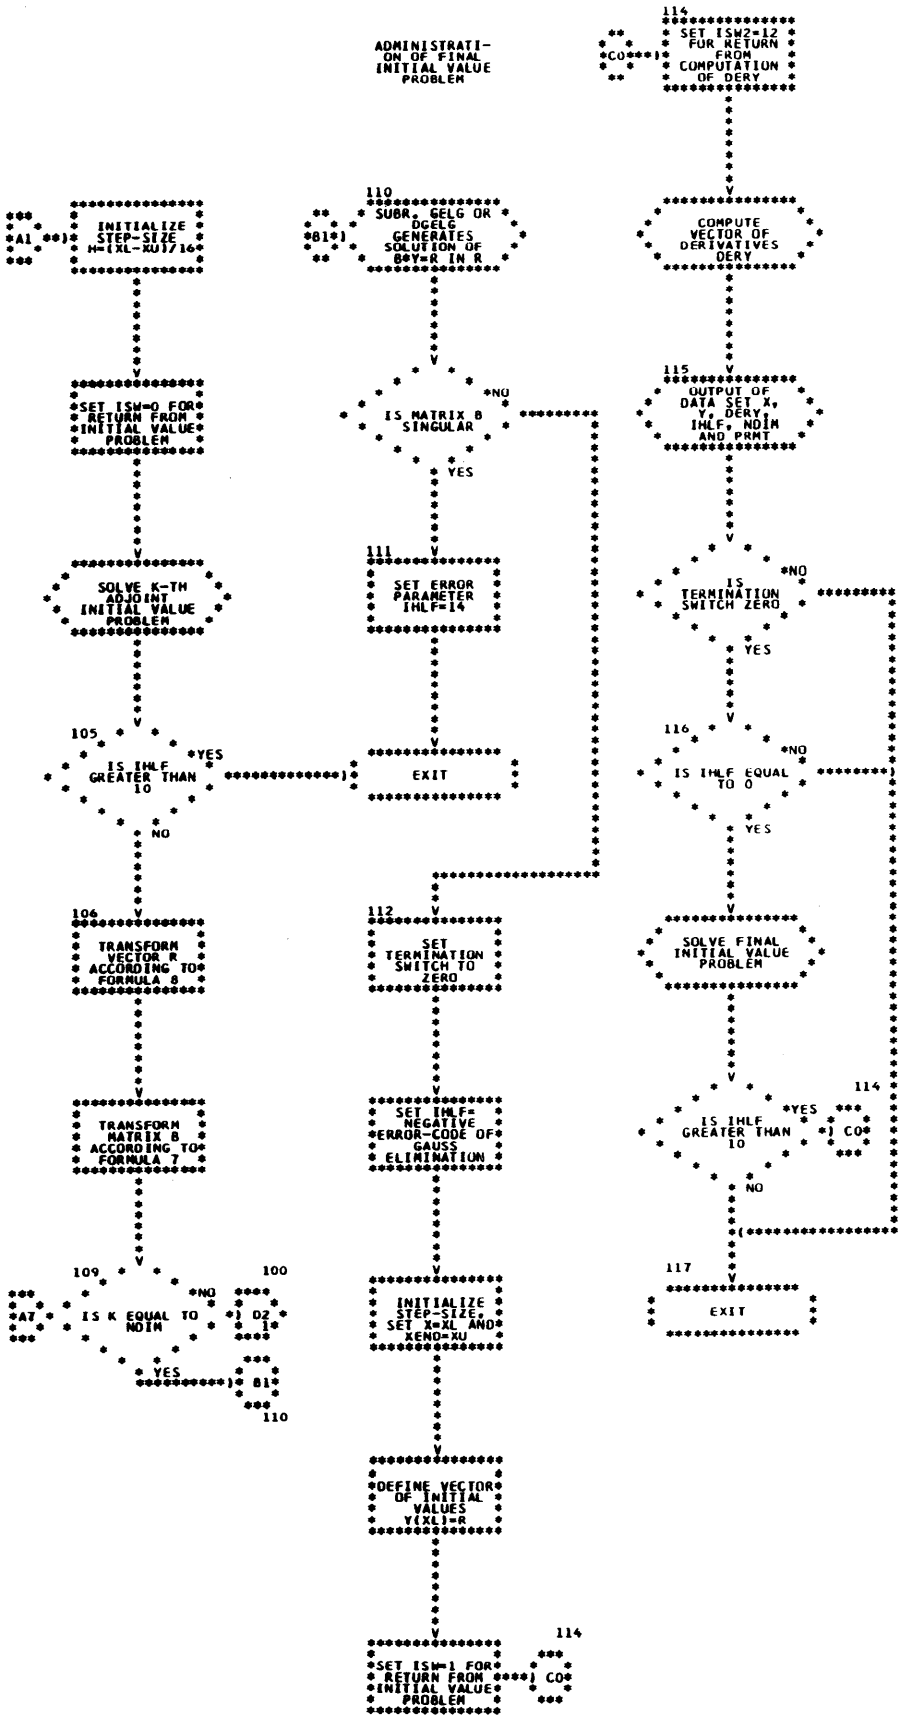 A1
INITIALIZE
STEP-SIZE
H=(XL-XU)/16
SET ISW=0 FOR
RETURN FROM
INITIAL VALUE
PROBLEM
SOLVE K-TH
ADJOINT
INITIAL VALUE
PROBLEM
105
IS IHLF
GREATER THAN
10
YES
NO
106
TRANSFORM
VECTOR R
ACCORDING TO
FORMULA 8
TRANSFORM
MATRIX B
ACCORDING TO
FORMULA 7
109
A7
IS K EQUAL TO
NDIM
NO
100
D2
1
YES
B1
110
ADMINISTRATI-
ON OF FINAL
INITIAL VALUE
PROBLEM
110
B1
SUBR. GELG OR
DGELG
GENERATES
SOLUTION OF
B*Y=R IN R
IS MATRIX B
SINGULAR
NO
YES
111
SET ERROR
PARAMETER
IHLF=14
EXIT
112
SET
TERMINATION
SWITCH TO
ZERO
SET IHLF=
NEGATIVE
ERROR-CODE OF
GAUSS
ELIMINATION
INITIALIZE
STEP-SIZE,
SET X=XL AND
XEND=XU
DEFINE VECTOR
OF INITIAL
VALUES
Y(XL)=R
SET ISW=1 FOR
RETURN FROM
INITIAL VALUE
PROBLEM
114
C0
114
C0
SET ISW2=12
FOR RETURN
FROM
COMPUTATION
OF DERY
COMPUTE
VECTOR OF
DERIVATIVES
DERY
115
OUTPUT OF
DATA SET X,
Y, DERY,
IHLF, NDIM
AND PRMT
IS
TERMINATION
SWITCH ZERO
NO
YES
116
IS IHLF EQUAL
TO 0
NO
YES
SOLVE FINAL
INITIAL VALUE
PROBLEM
IS IHLF
GREATER THAN
10
YES
114
C0
NO
117
EXIT